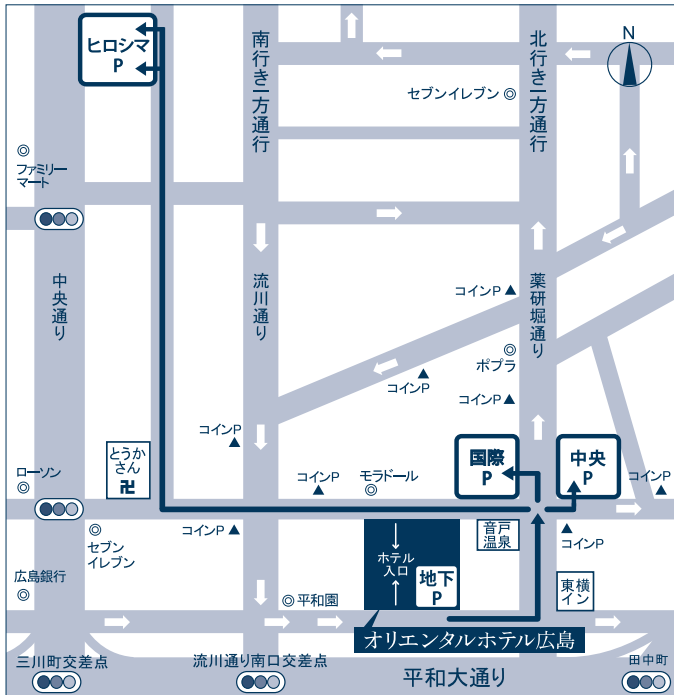 ヒロシマ
P
南行き一方通行
北行き一方通行
N
セブンイレブン
ファミリー
マート
中央通り
流川通り
薬研堀通り
コインP
ポプラ
コインP
コインP
コインP
とうか
さん
卍
国際
P
中央
P
ローソン
コインP
モラドール
コインP
セブン
イレブン
コインP
ホテル
入口
地下
P
音戸
温泉
コインP
広島銀行
平和園
東横
イン
オリエンタルホテル広島
三川町交差点
流川通り南口交差点
平和大通り
田中町